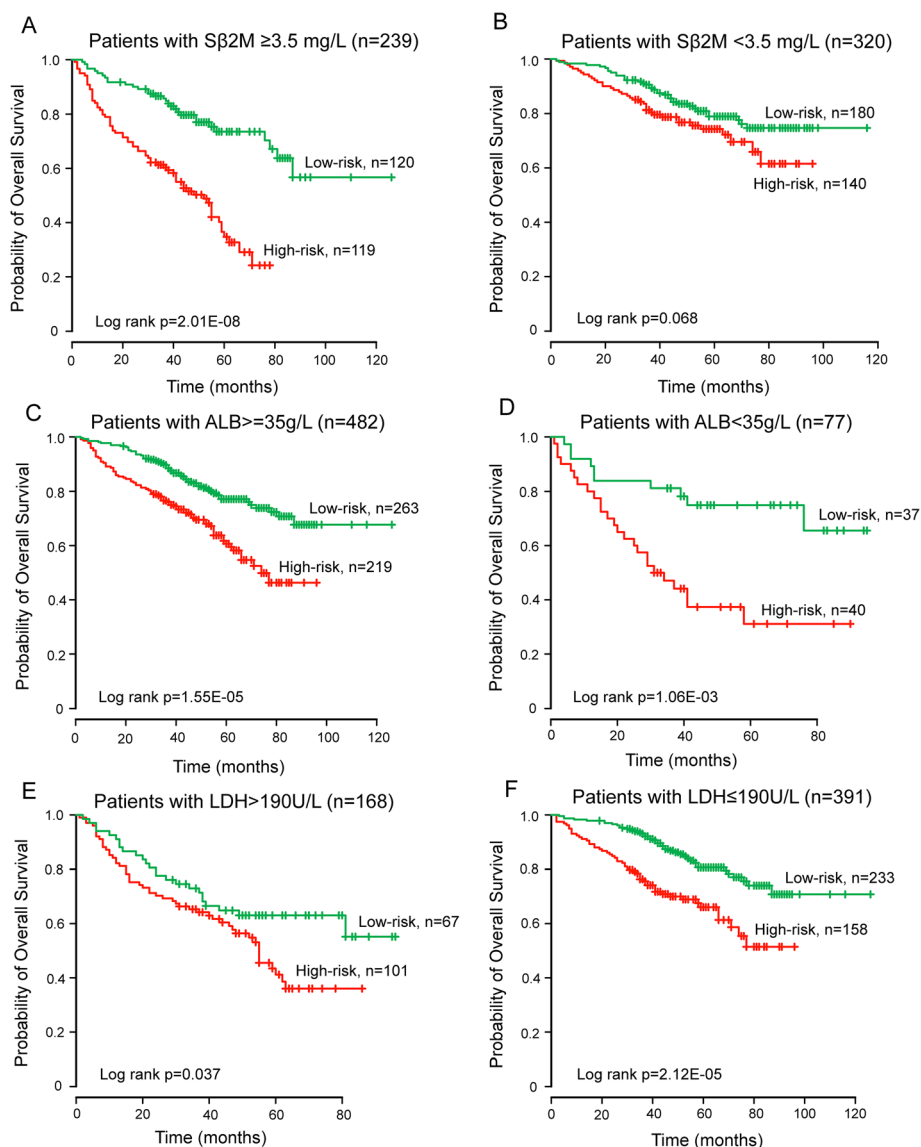 A
Patients with Sβ2M ≥3.5 mg/L (n=239)
Probability of Overall Survival
1.0
0.8
0.6
0.4
0.2
0
Low-risk, n=120
High-risk, n=119
Log rank p=2.01E-08
0 20 40 60 80 100 120
Time (months)
B
Patients with Sβ2M <3.5 mg/L (n=320)
Probability of Overall Survival
1.0
0.8
0.6
0.4
0.2
0
Low-risk, n=180
High-risk, n=140
Log rank p=0.068
0 20 40 60 80 100 120
Time (months)
C
Patients with ALB>=35g/L (n=482)
Probability of Overall Survival
1.0
0.8
0.6
0.4
0.2
0
Low-risk, n=263
High-risk, n=219
Log rank p=1.55E-05
0 20 40 60 80 100 120
Time (months)
D
Patients with ALB<35g/L (n=77)
Probability of Overall Survival
1.0
0.8
0.6
0.4
0.2
0
Low-risk, n=37
High-risk, n=40
Log rank p=1.06E-03
0 20 40 60 80
Time (months)
E
Patients with LDH>190U/L (n=168)
Probability of Overall Survival
1.0
0.8
0.6
0.4
0.2
0
Low-risk, n=67
High-risk, n=101
Log rank p=0.037
0 20 40 60 80
Time (months)
F
Patients with LDH≤190U/L (n=391)
Probability of Overall Survival
1.0
0.8
0.6
0.4
0.2
0
Low-risk, n=233
High-risk, n=158
Log rank p=2.12E-05
0 20 40 60 80 100 120
Time (months)